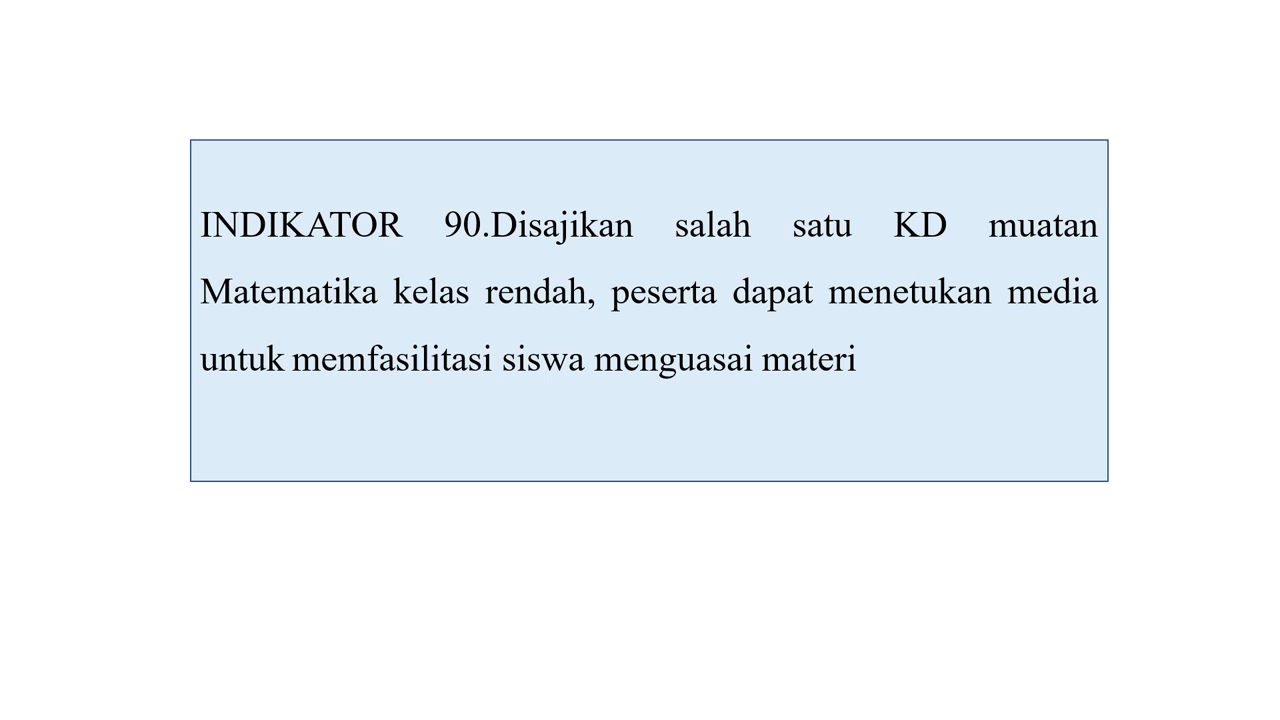 INDIKATOR 90.Disajikan salah satu KD muatan
Matematika kelas rendah, peserta dapat menetukan media
untuk memfasilitasi siswa menguasai materi